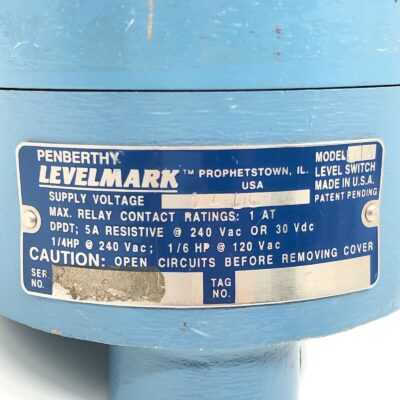 PENBERTHY
LEVELMARK ™ PROPHETSTOWN, IL. USA
MODEL
LEVEL SWITCH
MADE IN U.S.A.
PATENT PENDING
SUPPLY VOLTAGE
MAX. RELAY CONTACT RATINGS: 1 AT
DPDT; 5A RESISTIVE @ 240 Vac OR 30 Vdc
1/4HP @ 240 Vac; 1/6 HP @ 120 Vac
CAUTION: OPEN CIRCUITS BEFORE REMOVING COVER
SER. NO.
TAG NO.